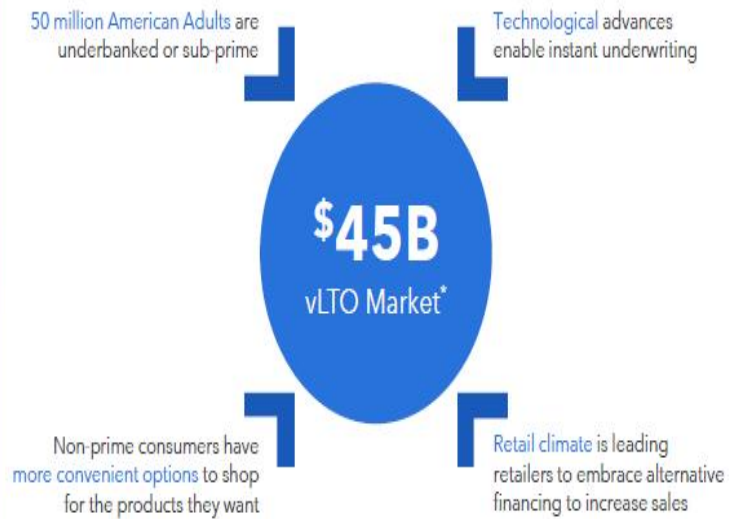 50 million American Adults are
underbanked or sub-prime
Technological advances
enable instant underwriting
$45B
vLTO Market*
Non-prime consumers have
more convenient options to shop
for the products they want
Retail climate is leading
retailers to embrace alternative
financing to increase sales